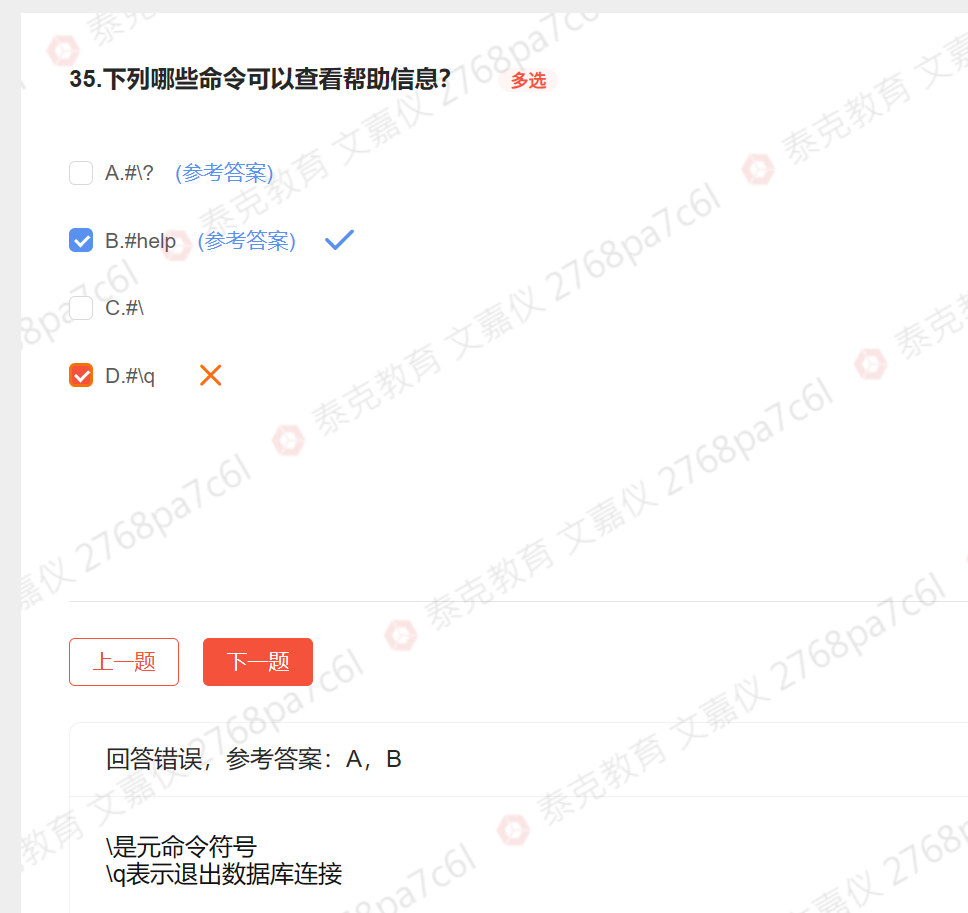 35.下列哪些命令可以查看帮助信息? 多选
A.#\? (参考答案)
B.#help (参考答案)
C.#\
D.#\q
上一题 下一题
回答错误，参考答案：A，B
\是元命令符号
\q表示退出数据库连接
泰克教育 文嘉仪 2768pa7c6l